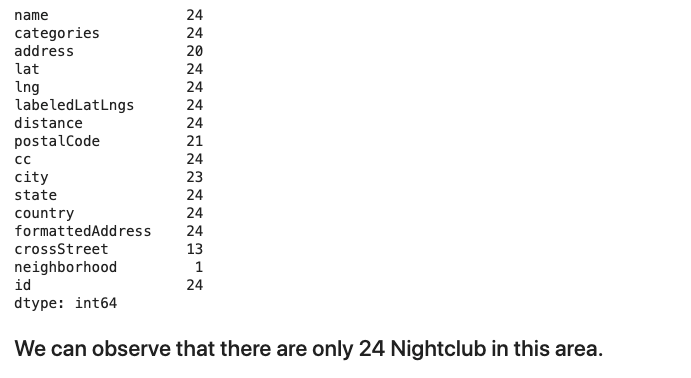 name 24
categories 24
address 20
lat 24
lng 24
labeledLatLngs 24
distance 24
postalCode 21
cc 24
city 23
state 24
country 24
formattedAddress 24
crossStreet 13
neighborhood 1
id 24
dtype: int64
We can observe that there are only 24 Nightclub in this area.